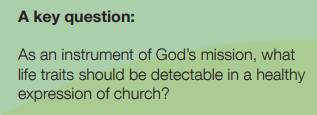 A key question:
As an instrument of God's mission, what
life traits should be detectable in a healthy
expression of church?